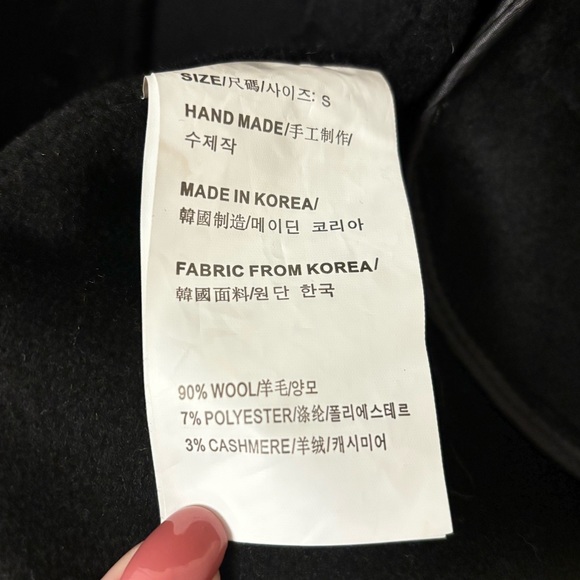 SIZE/尺碼/사이즈: S
HAND MADE/手工制作/
수제작
MADE IN KOREA/
韓國制造/메이딘 코리아
FABRIC FROM KOREA/
韓國面料/원단 한국
90% WOOL/羊毛/양모
7% POLYESTER/涤纶/폴리에스테르
3% CASHMERE/羊绒/캐시미어